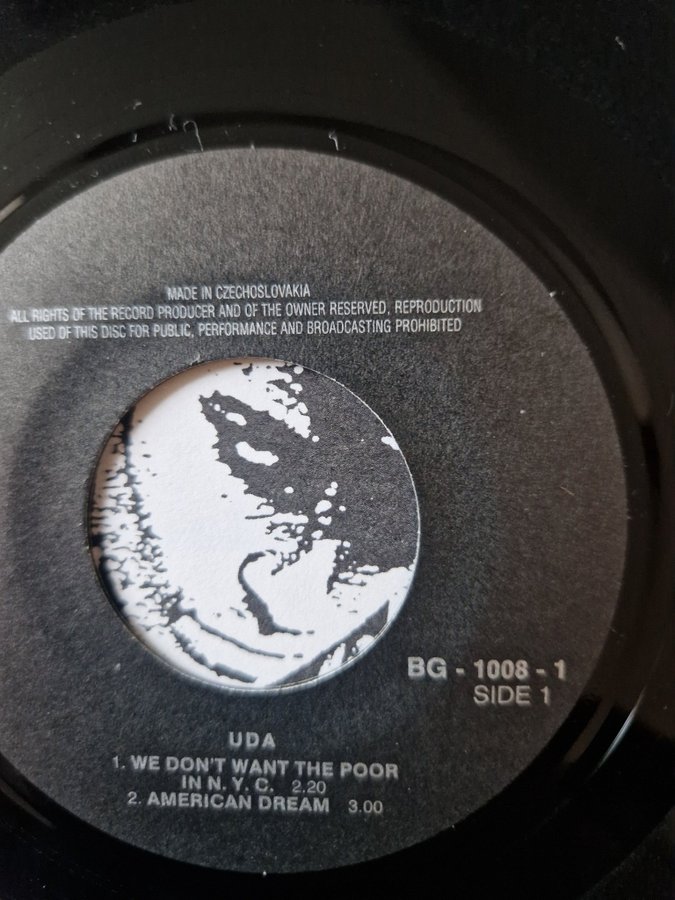 MADE IN CZECHOSLOVAKIA
ALL RIGHTS OF THE RECORD PRODUCER AND OF THE OWNER RESERVED, REPRODUCTION
USED OF THIS DISC FOR PUBLIC, PERFORMANCE AND BROADCASTING PROHIBITED
BG - 1008 - 1
SIDE 1
UDA
1. WE DON'T WANT THE POOR
IN N. Y. C. 2.20
2. AMERICAN DREAM 3.00